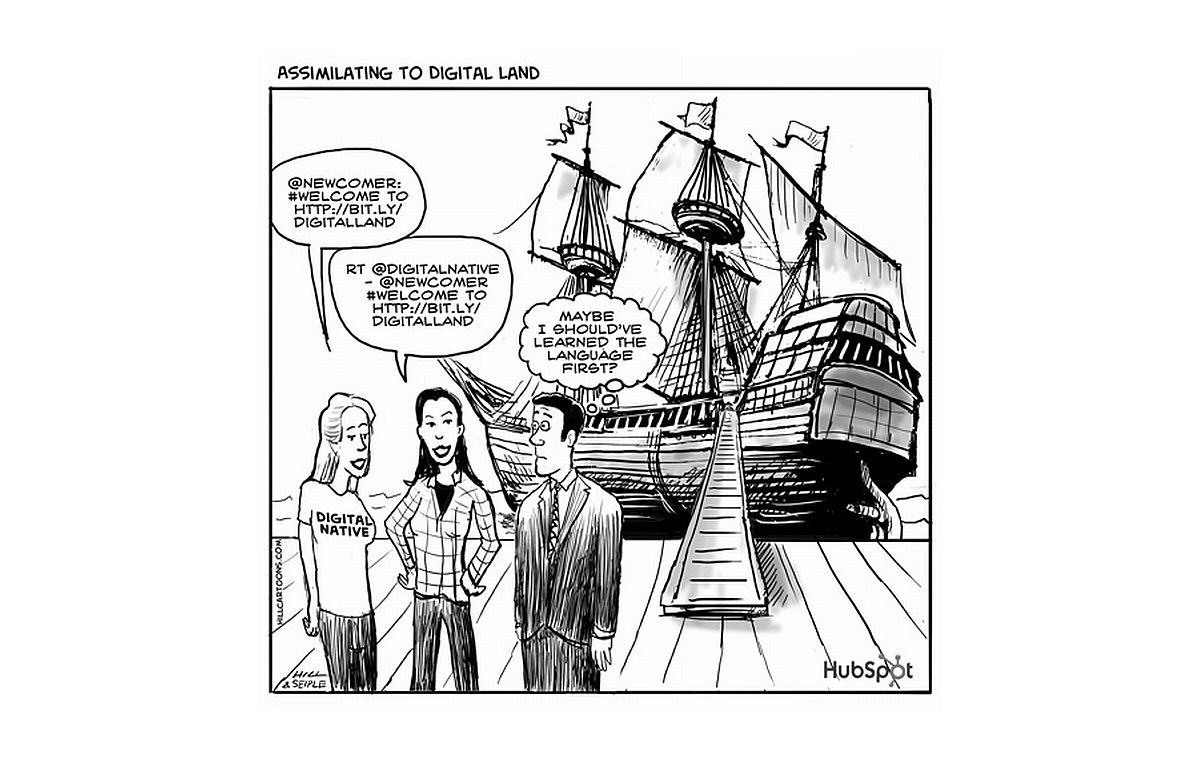 ASSIMILATING TO DIGITAL LAND
@NEWCOMER:
#WELCOME TO
HTTP://BIT.LY/
DIGITALLAND
RT @DIGITALNATIVE
- @NEWCOMER
#WELCOME TO
HTTP://BIT.LY/
DIGITALLAND
MAYBE
I SHOULD'VE
LEARNED THE
LANGUAGE
FIRST?
DIGITAL
NATIVE
HILLCARTOONS.COM
HILL
& SEIPLE
HubSpot